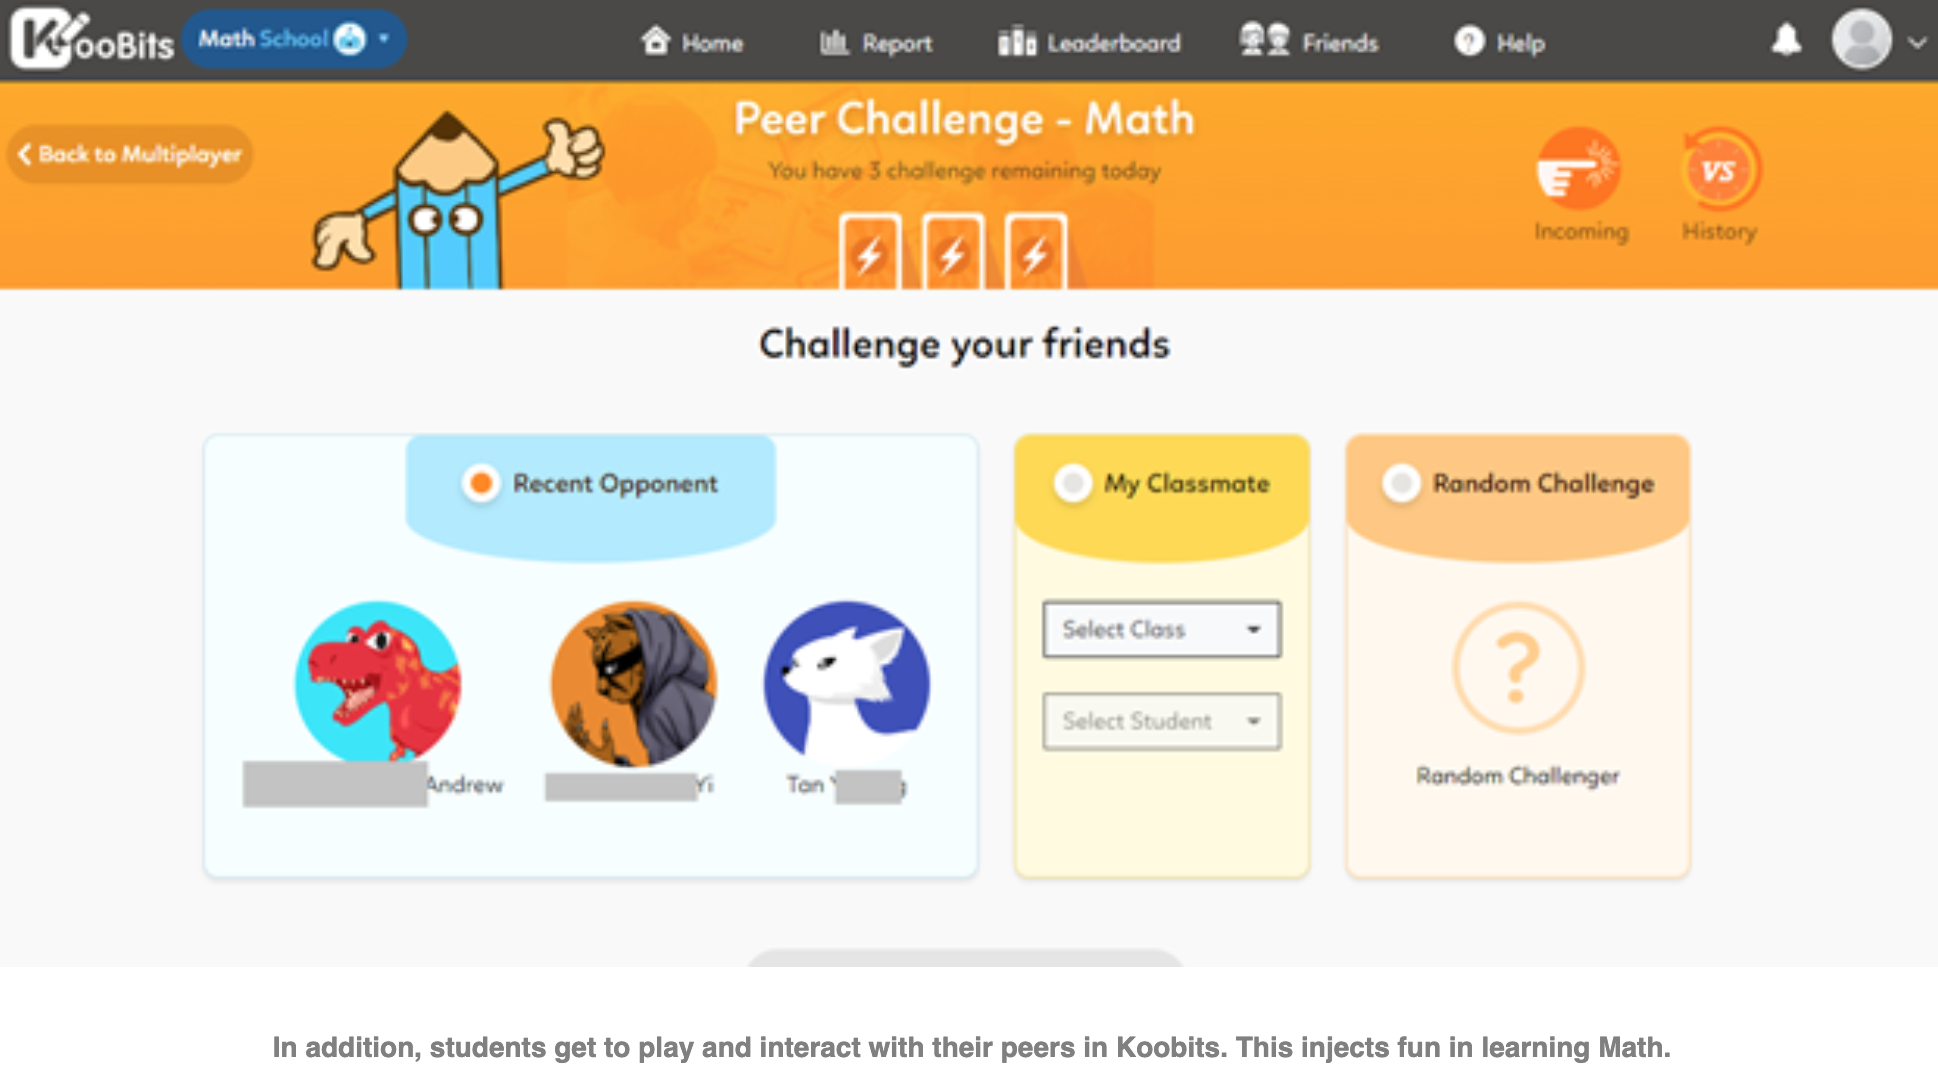 KooBits Math School Home Report Leaderboard Friends Help
Peer Challenge - Math
Back to Multiplayer
You have 3 challenge remaining today
VS
Incoming History
Challenge your friends
Recent Opponent My Classmate Random Challenge
Select Class
Select Student
Andrew Yi Tan
Random Challenger
In addition, students get to play and interact with their peers in Koobits. This injects fun in learning Math.